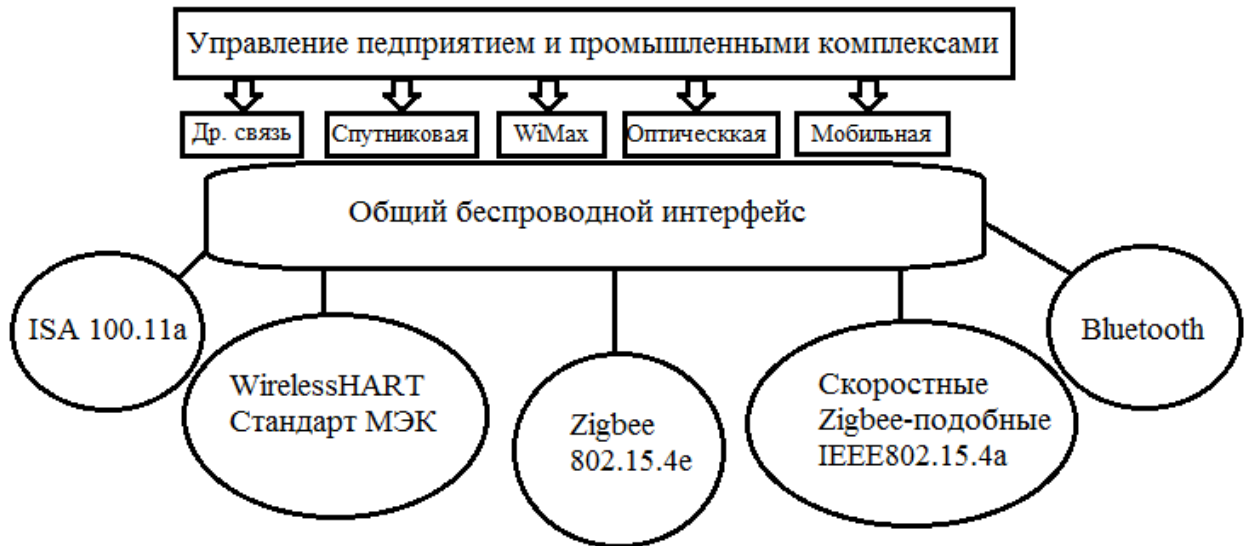 Управление педприятием и промышленными комплексами
Др. связь
Спутниковая
WiMax
Оптическкая
Мобильная
Общий беспроводной интерфейс
ISA 100.11a
WirelessHART
Стандарт МЭК
Zigbee
802.15.4e
Скоростные
Zigbee-подобные
IEEE802.15.4a
Bluetooth